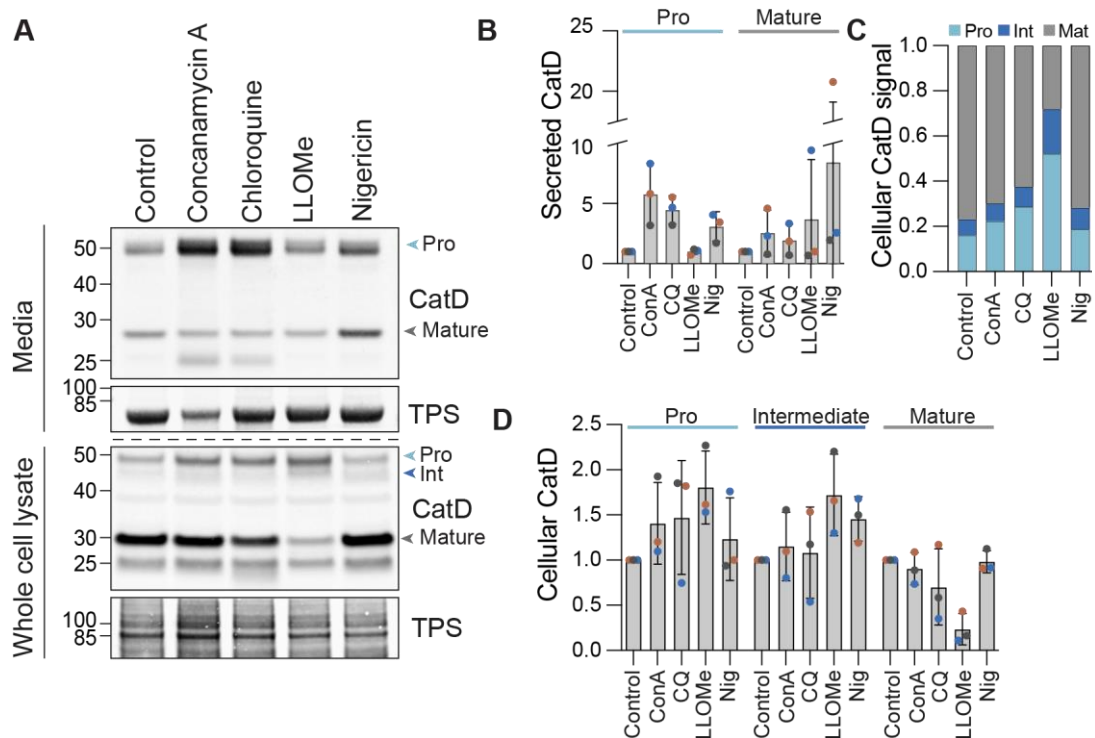 A
Control
Concanamycin A
Chloroquine
LLOMe
Nigericin
Media
50
40
30
25
Pro
CatD
Mature
100
85
TPS
Whole cell lysate
50
40
30
25
Pro
Int
CatD
Mature
100
85
TPS
B
Pro Mature
Secreted CatD
25
20
10
5
0
Control ConA CQ LLOMe Nig Control ConA CQ LLOMe Nig
C
Pro Int Mat
Cellular CatD signal
1.0
0.8
0.6
0.4
0.2
0.0
Control ConA CQ LLOMe Nig
D
Pro Intermediate Mature
Cellular CatD
2.5
2.0
1.5
1.0
0.5
0.0
Control ConA CQ LLOMe Nig Control ConA CQ LLOMe Nig Control ConA CQ LLOMe Nig